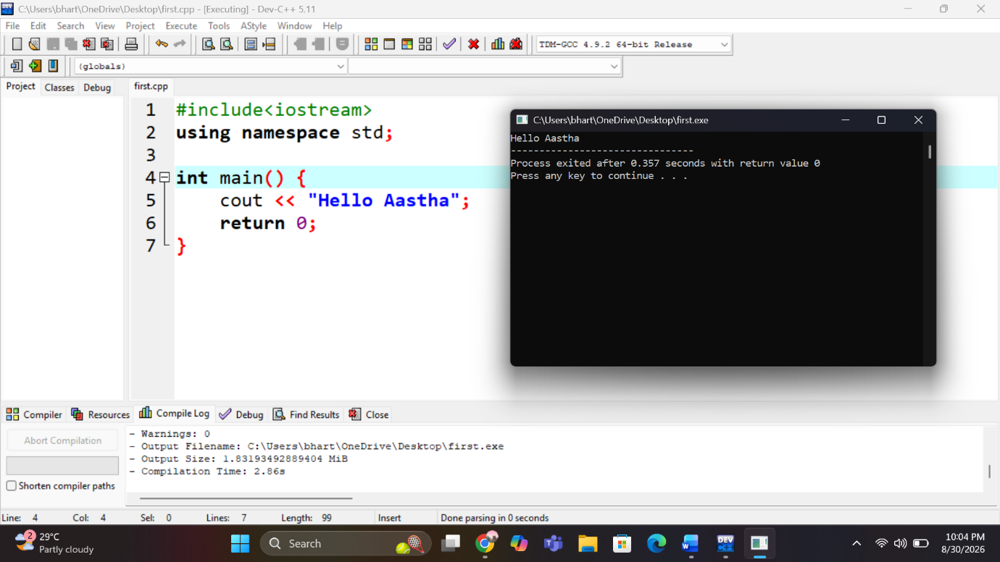 C:\Users\bhart\OneDrive\Desktop\first.cpp - [Executing] - Dev-C++ 5.11
File Edit Search View Project Execute Tools AStyle Window Help
TDM-GCC 4.9.2 64-bit Release
(globals)
Project Classes Debug
first.cpp
1 #include<iostream>
2 using namespace std;
3
4 int main() {
5 cout << "Hello Aastha";
6 return 0;
7 }
C:\Users\bhart\OneDrive\Desktop\first.exe
Hello Aastha
--------------------------------
Process exited after 0.357 seconds with return value 0
Press any key to continue . . .
Compiler Resources Compile Log Debug Find Results Close
Abort Compilation
Shorten compiler paths
- Warnings: 0
- Output Filename: C:\Users\bhart\OneDrive\Desktop\first.exe
- Output Size: 1.83193492889404 MiB
- Compilation Time: 2.86s
Line: 4 Col: 4 Sel: 0 Lines: 7 Length: 99 Insert Done parsing in 0 seconds
2
29°C
Partly cloudy
Search
DEV
C++
10:04 PM
8/30/2026